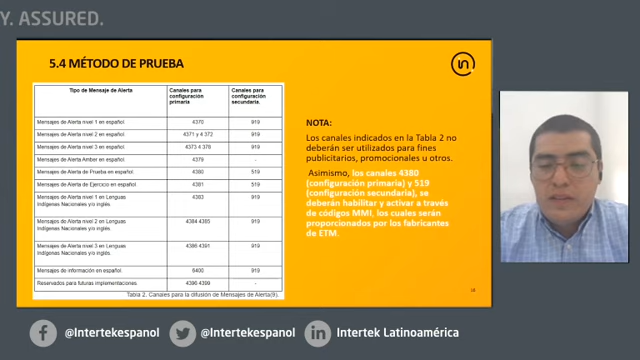 Y. ASSURED.
5.4 MÉTODO DE PRUEBA
Tipo de Mensaje de Alerta
Canales para configuración primaria
Canales para configuración secundaria.
Mensajes de Alerta nivel 1 en español. 4370 919
Mensajes de Alerta nivel 2 en español. 4371 y 4 372 919
Mensajes de Alerta nivel 3 en español. 4373 4 378 919
Mensajes de Alerta Amber en español. 4379 -
Mensajes de Alerta de Prueba en español. 4380 519
Mensajes de Alerta de Ejercicio en español. 4381 519
Mensajes de Alerta nivel 1 en Lenguas Indígenas Nacionales y/o inglés. 4383 919
Mensajes de Alerta nivel 2 en Lenguas Indígenas Nacionales y/o inglés. 4384 4385 919
Mensajes de Alerta nivel 3 en Lenguas Indígenas Nacionales y/o inglés. 4386 4391 919
Mensajes de información en español. 6400 919
Reservados para futuras implementaciones 4396 4399 -
Tabla 2. Canales para la difusión de Mensajes de Alerta(9).
in
NOTA:
Los canales indicados en la Tabla 2 no
deberán ser utilizados para fines
publicitarios, promocionales u otros.
Asimismo, los canales 4380
(configuración primaria) y 519
(configuración secundaria), se
deberán habilitar y activar a través
de códigos MMI, los cuales serán
proporcionados por los fabricantes
de ETM.
@Intertekespanol
@Intertekespanol
Intertek Latinoamérica